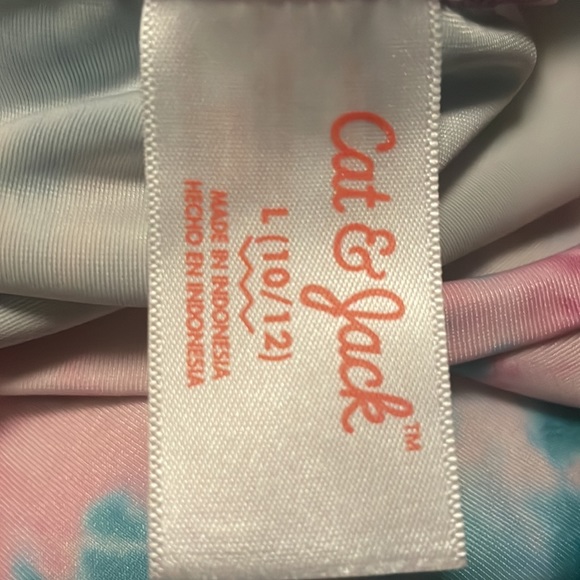 Cat & Jack™
L (10/12)
MADE IN INDONESIA
HECHO EN INDONESIA